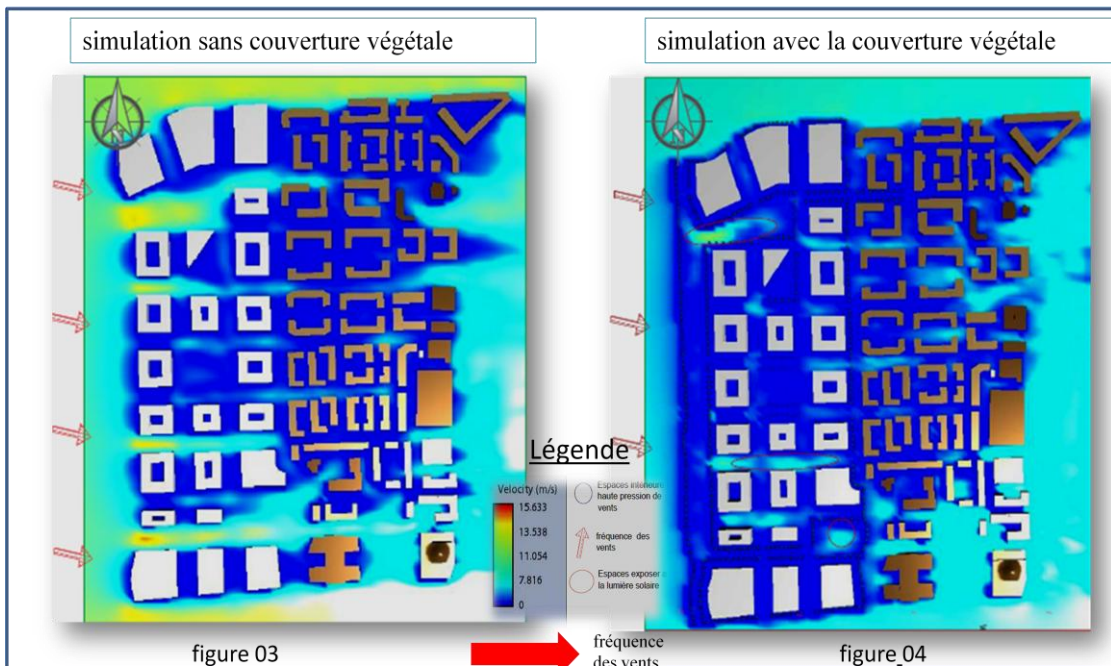 simulation sans couverture végétale
simulation avec la couverture végétale
N
N
Légende
Velocity (m/s)
15.633
13.538
11.054
7.816
0
Espaces intérieurs
haute pression de
vents
fréquence des
vents
Espaces exposer
la lumière solaire
figure 03
fréquence
des vents
figure_04